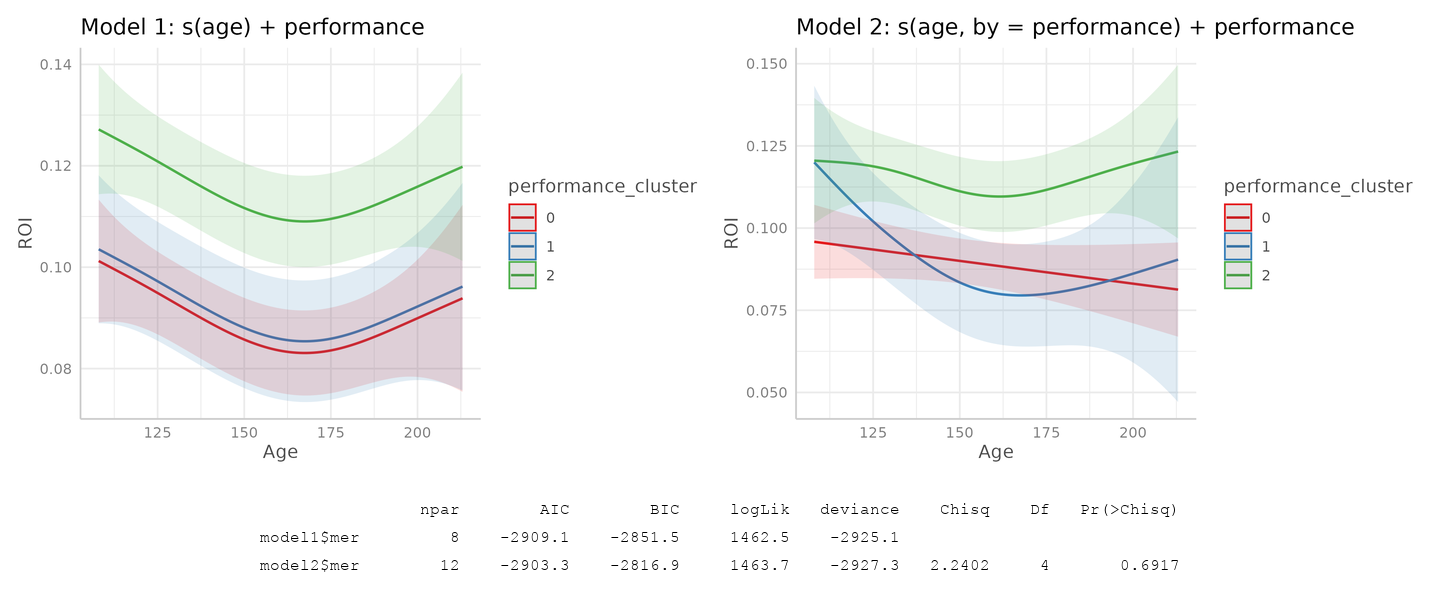 Model 1: s(age) + performance
0.14
0.12
0.10
0.08
ROI
125 150 175 200
Age
performance_cluster
0
1
2
Model 2: s(age, by = performance) + performance
0.150
0.125
0.100
0.075
0.050
ROI
125 150 175 200
Age
performance_cluster
0
1
2
npar AIC BIC logLik deviance Chisq Df Pr(>Chisq)
model1$mer 8 -2909.1 -2851.5 1462.5 -2925.1
model2$mer 12 -2903.3 -2816.9 1463.7 -2927.3 2.2402 4 0.6917